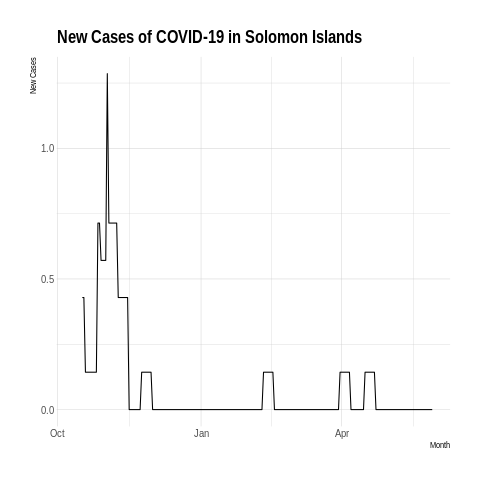 New Cases of COVID-19 in Solomon Islands
New Cases
1.0
0.5
0.0
Oct
Jan
Apr
Month